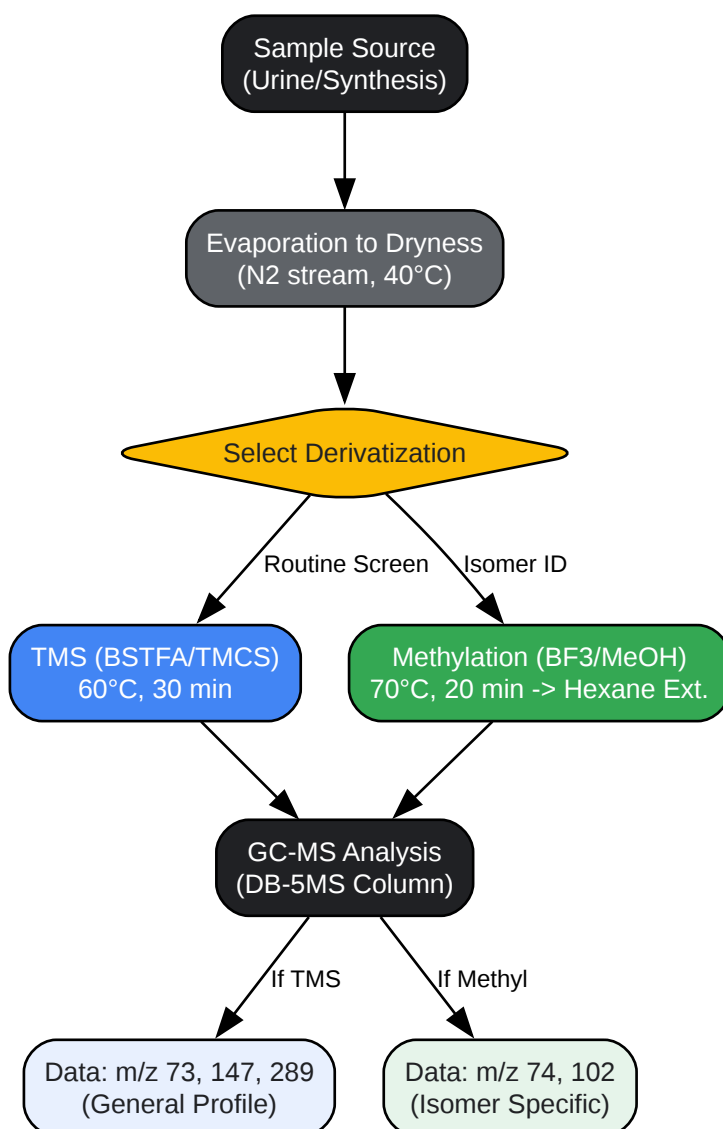 Sample Source
(Urine/Synthesis)
Evaporation to Dryness
(N2 stream, 40°C)
Select Derivatization
Routine Screen
Isomer ID
TMS (BSTFA/TMCS)
60°C, 30 min
Methylation (BF3/MeOH)
70°C, 20 min -> Hexane Ext.
GC-MS Analysis
(DB-5MS Column)
If TMS
If Methyl
Data: m/z 73, 147, 289
(General Profile)
Data: m/z 74, 102
(Isomer Specific)